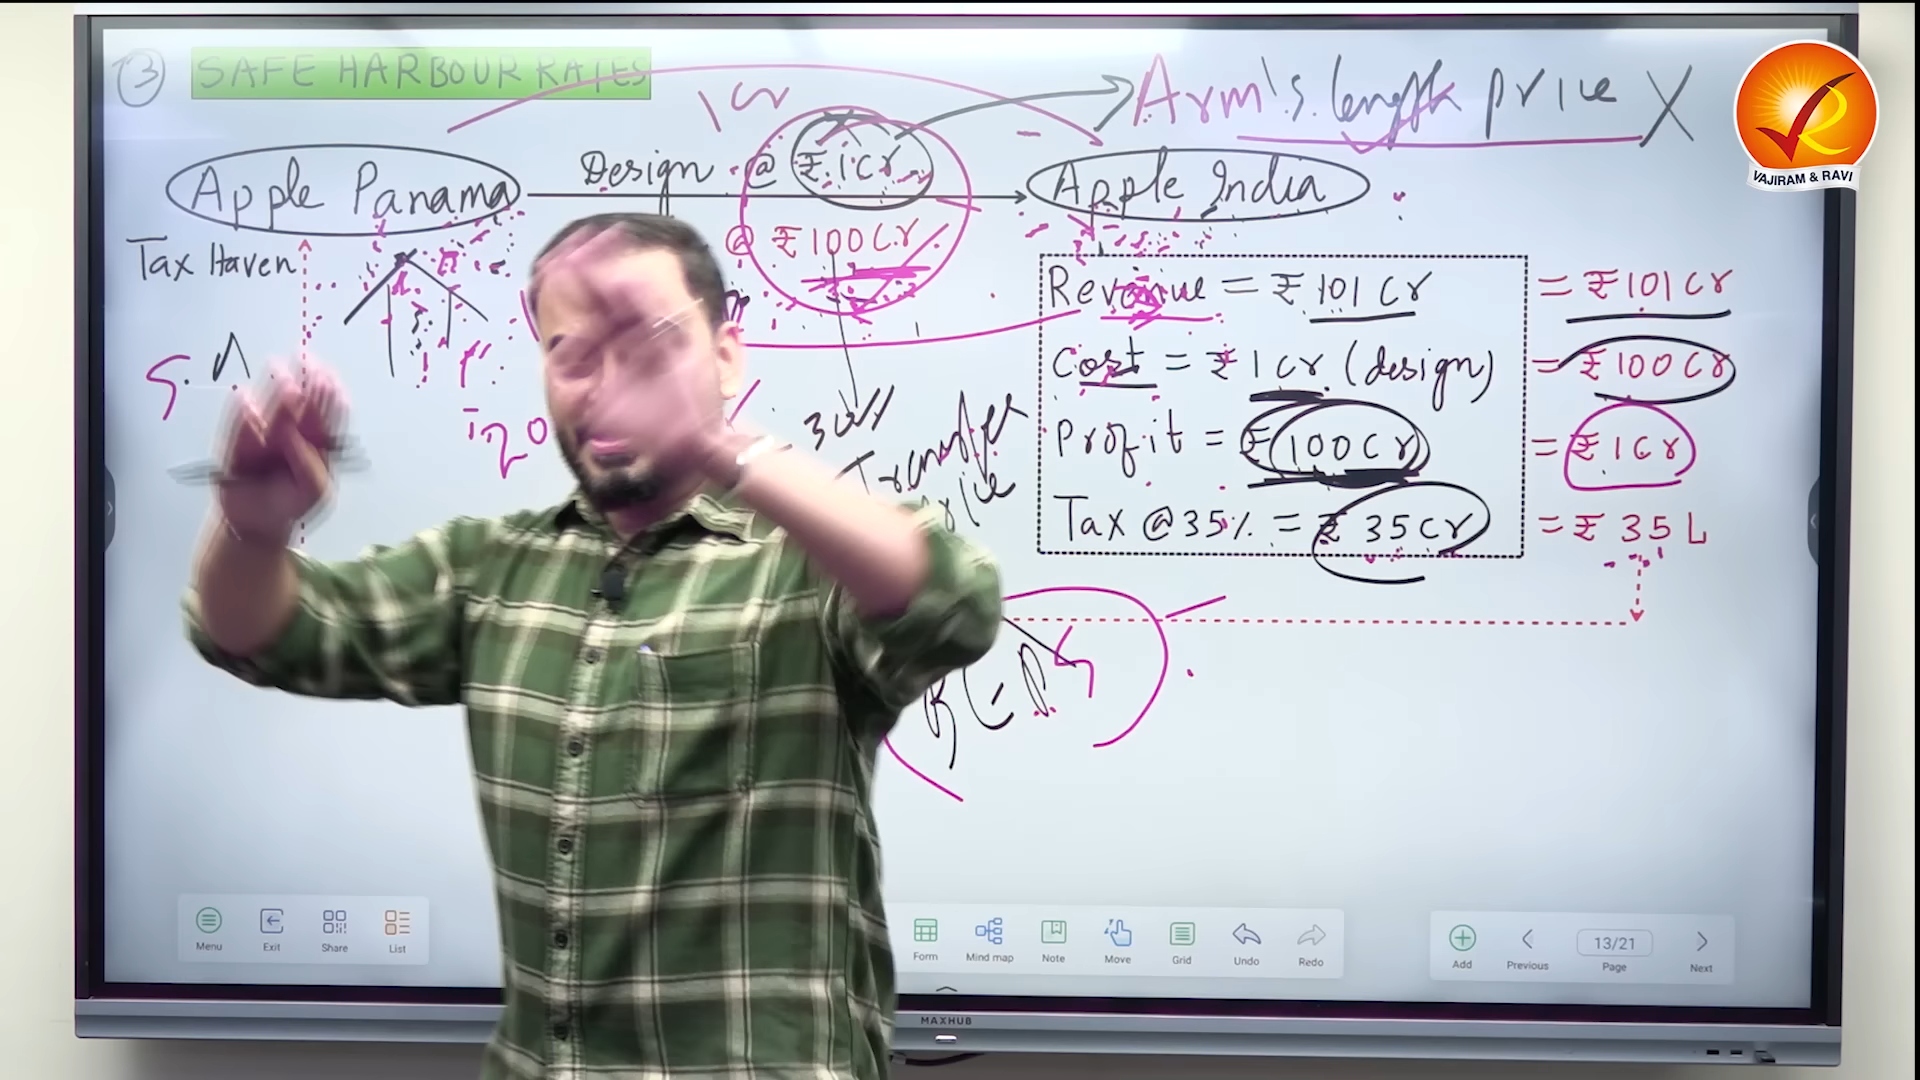 13 SAFE HARBOUR RATES
1 Cr
Arm's length price X
VAJIRAM & RAVI
Apple Panama
Design @ ₹ 1 Cr
Apple India
@ ₹ 100 Cr
Tax Haven
Revenue = ₹ 101 Cr = ₹ 101 Cr
Cost = ₹ 1 Cr (design) = ₹ 100 Cr
Profit = ₹ 100 Cr = ₹ 1 Cr
Tax @ 35% = ₹ 35 Cr = ₹ 35 L
Transfer
BEPS
Menu
Exit
Share
List
Form
Mind map
Note
Move
Grid
Undo
Redo
Add
Previous
13/21
Page
Next
MAXHUB